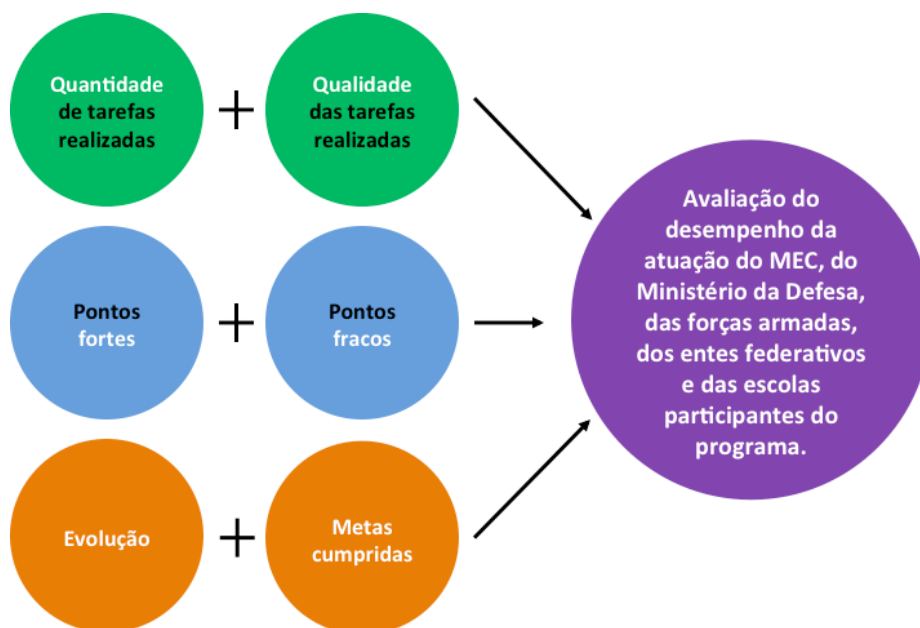 Quantidade
de tarefas
realizadas
+
Qualidade
das tarefas
realizadas
Pontos
fortes
+
Pontos
fracos
Evolução
+
Metas
cumpridas
Avaliação do
desempenho da
atuação do MEC, do
Ministério da Defesa,
das forças armadas,
dos entes federativos
e das escolas
participantes do
programa.